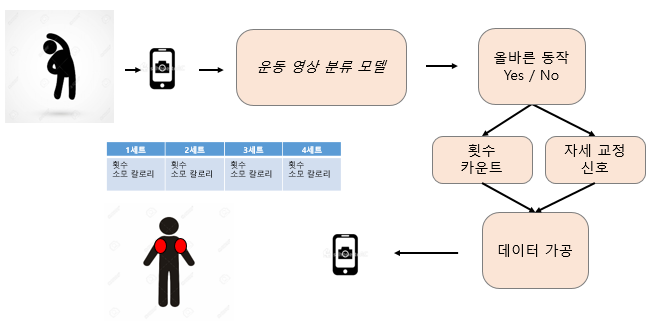 운동 영상 분류 모델
올바른 동작
Yes / No
횟수
카운트
자세 교정
신호
데이터 가공
1세트 2세트 3세트 4세트
횟수 횟수 횟수 횟수
소모 칼로리 소모 칼로리 소모 칼로리 소모 칼로리